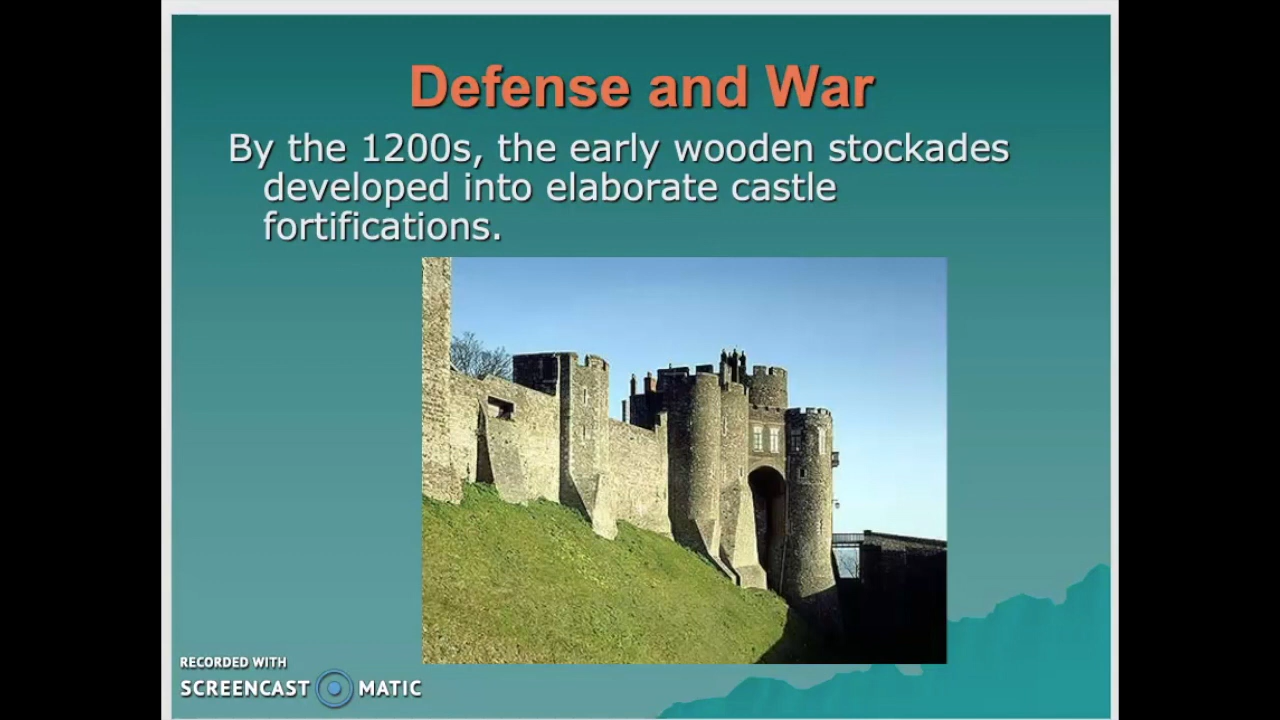 Defense and War
By the 1200s, the early wooden stockades
developed into elaborate castle
fortifications.
RECORDED WITH
SCREENCAST MATIC